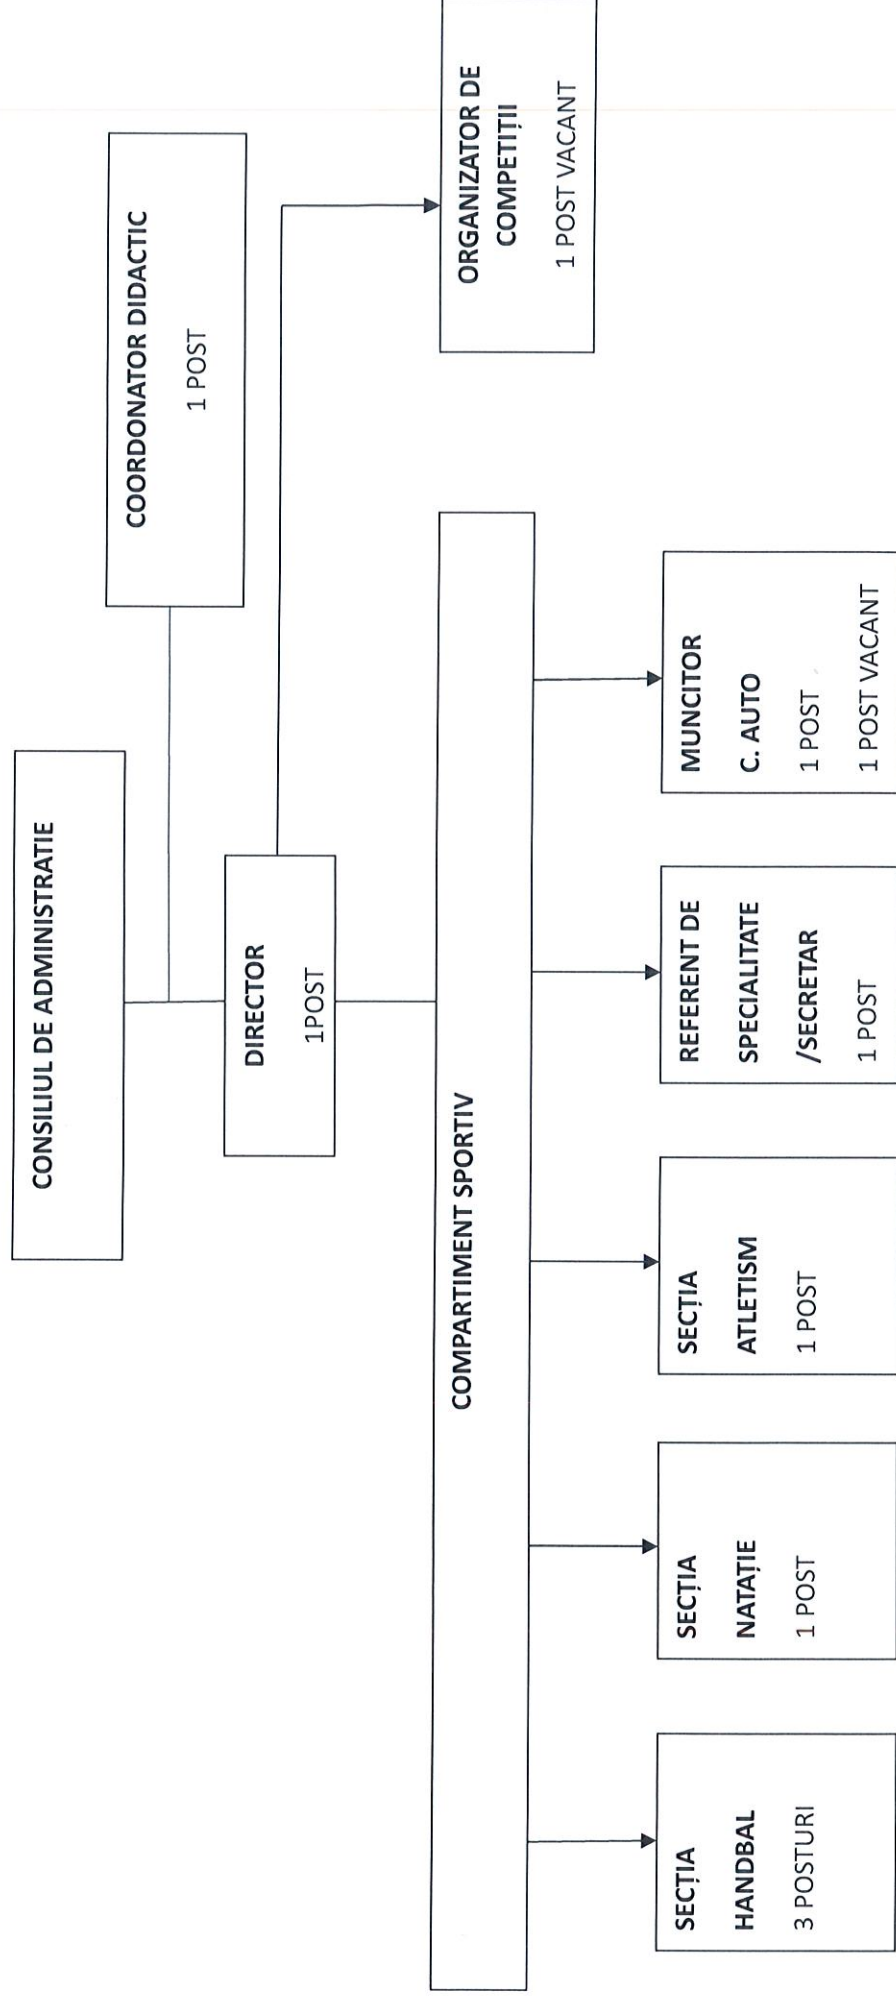 CONSILIUL DE ADMINISTRATIE
COORDONATOR DIDACTIC
1 POST
DIRECTOR
1POST
ORGANIZATOR DE
COMPETIȚII
1 POST VACANT
COMPARTIMENT SPORTIV
SECȚIA
HANDBAL
3 POSTURI
SECȚIA
NATAȚIE
1 POST
SECȚIA
ATLETISM
1 POST
REFERENT DE
SPECIALITATE
/SECRETAR
1 POST
MUNCITOR
C. AUTO
1 POST
1 POST VACANT